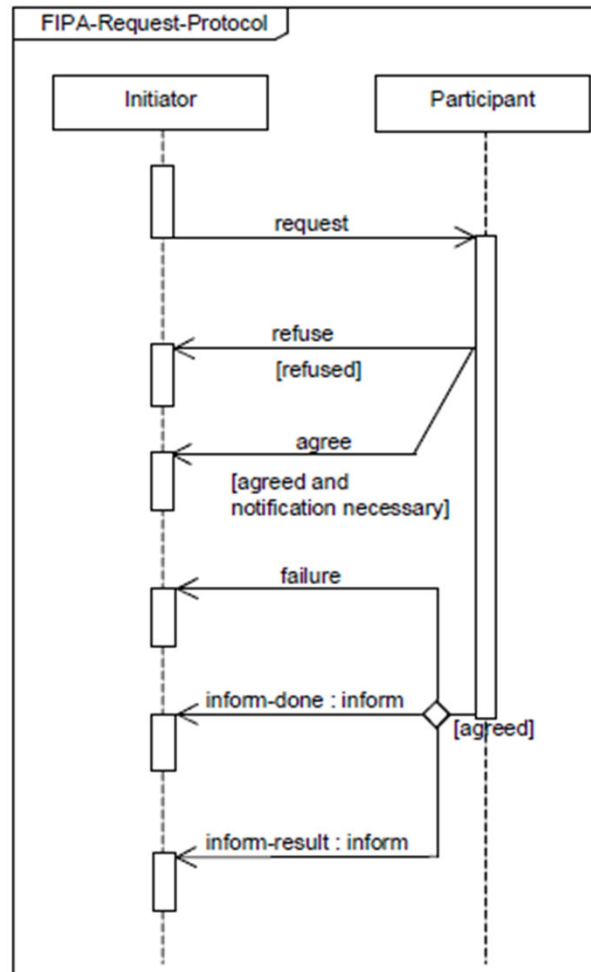 FIPA-Request-Protocol
Initiator
Participant
request
refuse
[refused]
agree
[agreed and
notification necessary]
failure
inform-done : inform
[agreed]
inform-result : inform